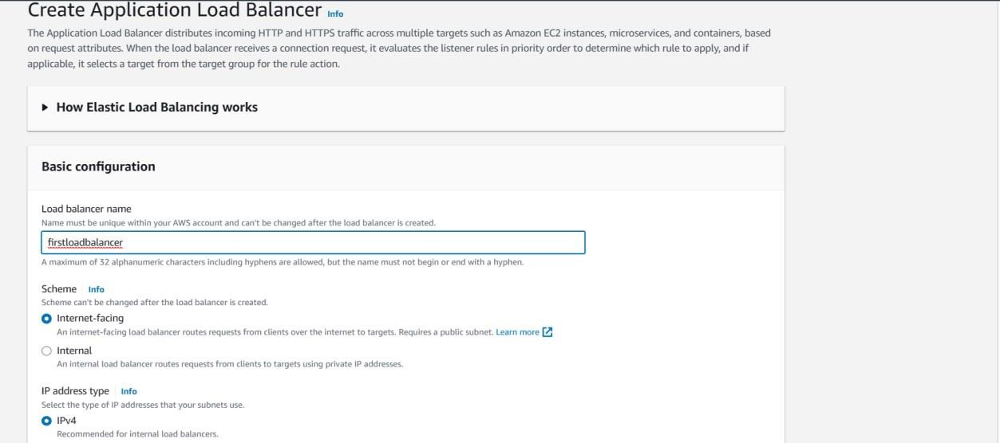 Create Application Load Balancer Info
The Application Load Balancer distributes incoming HTTP and HTTPS traffic across multiple targets such as Amazon EC2 instances, microservices, and containers, based
on request attributes. When the load balancer receives a connection request, it evaluates the listener rules in priority order to determine which rule to apply, and if
applicable, it selects a target from the target group for the rule action.
How Elastic Load Balancing works
Basic configuration
Load balancer name
Name must be unique within your AWS account and can't be changed after the load balancer is created.
firstloadbalancer
A maximum of 32 alphanumeric characters including hyphens are allowed, but the name must not begin or end with a hyphen.
Scheme Info
Scheme can't be changed after the load balancer is created.
Internet-facing
An internet-facing load balancer routes requests from clients over the internet to targets. Requires a public subnet. Learn more
Internal
An internal load balancer routes requests from clients to targets using private IP addresses.
IP address type Info
Select the type of IP addresses that your subnets use.
IPv4
Recommended for internal load balancers.